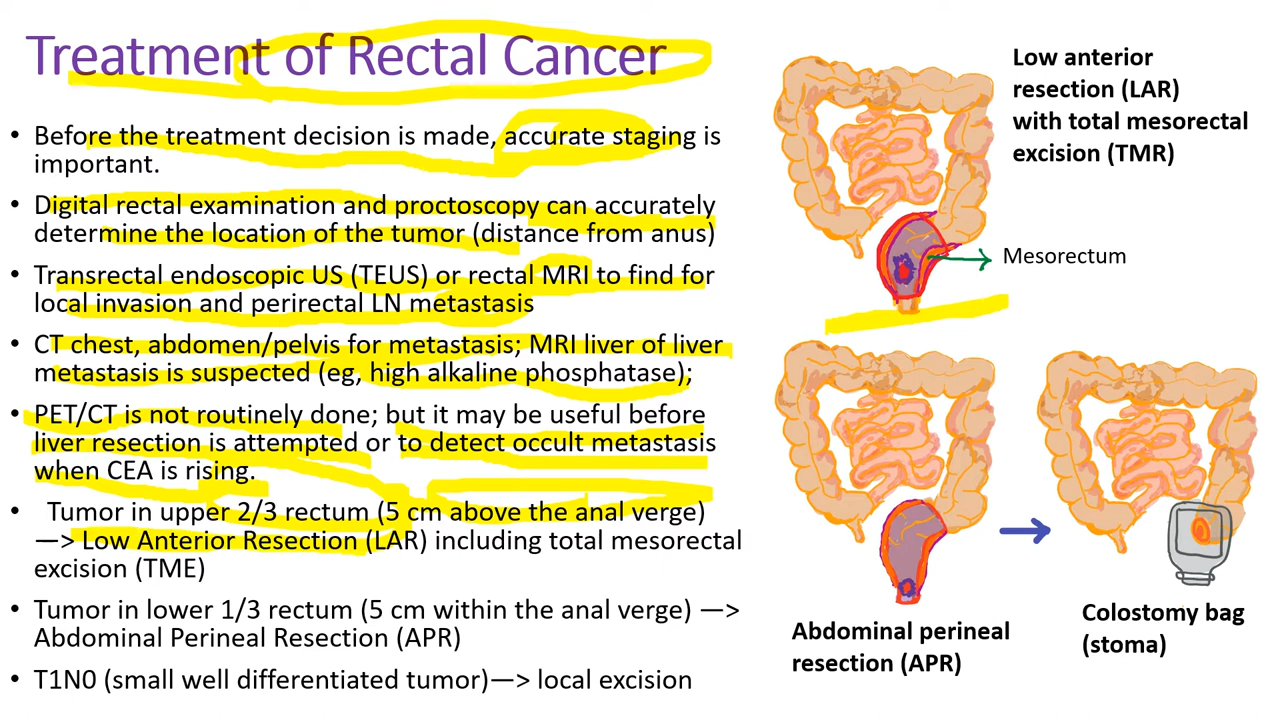 Treatment of Rectal Cancer
• Before the treatment decision is made, accurate staging is
important.
• Digital rectal examination and proctoscopy can accurately
determine the location of the tumor (distance from anus)
• Transrectal endoscopic US (TEUS) or rectal MRI to find for
local invasion and perirectal LN metastasis
• CT chest, abdomen/pelvis for metastasis; MRI liver of liver
metastasis is suspected (eg, high alkaline phosphatase);
• PET/CT is not routinely done; but it may be useful before
liver resection is attempted or to detect occult metastasis
when CEA is rising.
• Tumor in upper 2/3 rectum (5 cm above the anal verge)
—> Low Anterior Resection (LAR) including total mesorectal
excision (TME)
• Tumor in lower 1/3 rectum (5 cm within the anal verge) —>
Abdominal Perineal Resection (APR)
• T1N0 (small well differentiated tumor)—> local excision
Low anterior
resection (LAR)
with total mesorectal
excision (TMR)
Mesorectum
Abdominal perineal
resection (APR)
Colostomy bag
(stoma)